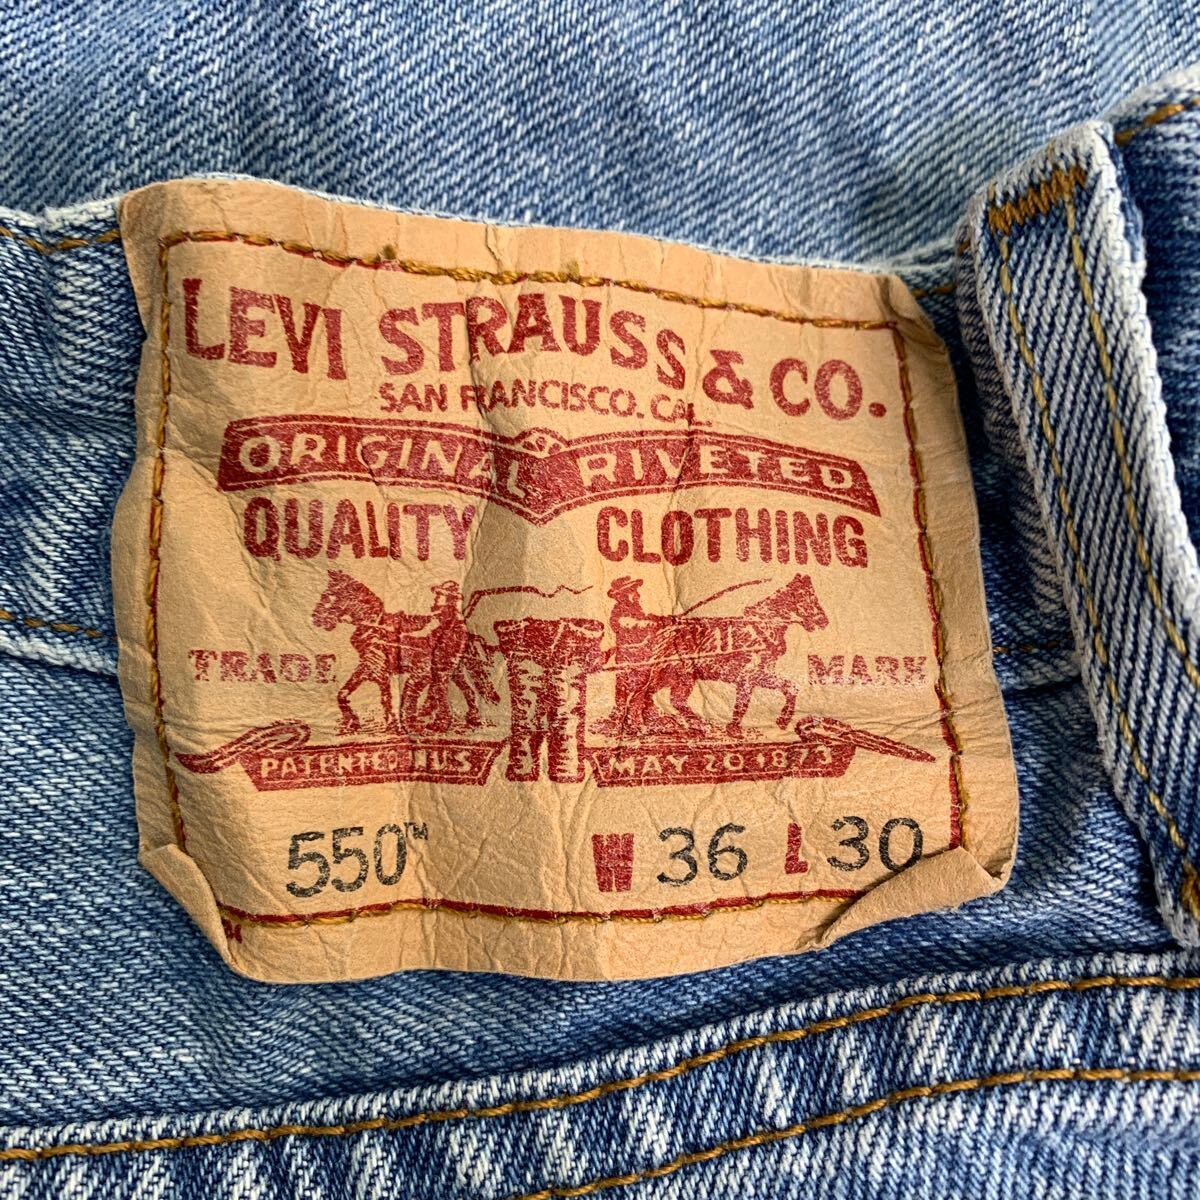 LEVI STRAUSS & CO.
SAN FRANCISCO. CAL
ORIGINAL RIVETED
QUALITY CLOTHING
TRADE MARK
PATENTED IN U.S. MAY 20 1873
550™ W 36 L 30